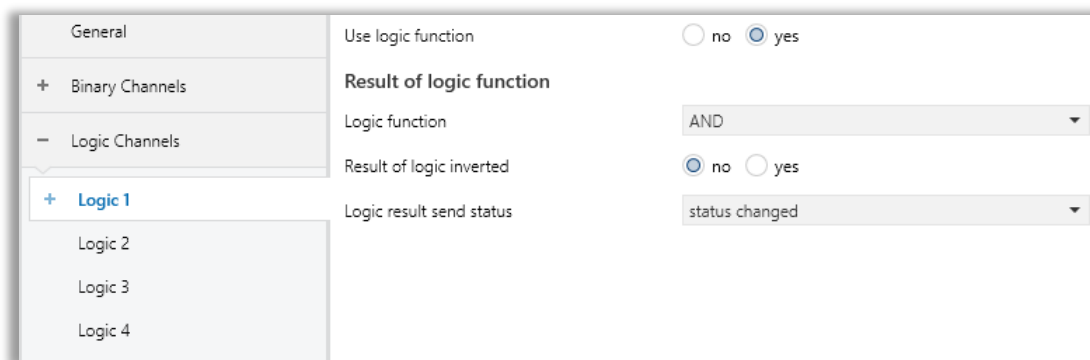 General
Binary Channels
Logic Channels
Logic 1
Logic 2
Logic 3
Logic 4
Use logic function no yes
Result of logic function
Logic function AND
Result of logic inverted no yes
Logic result send status status changed